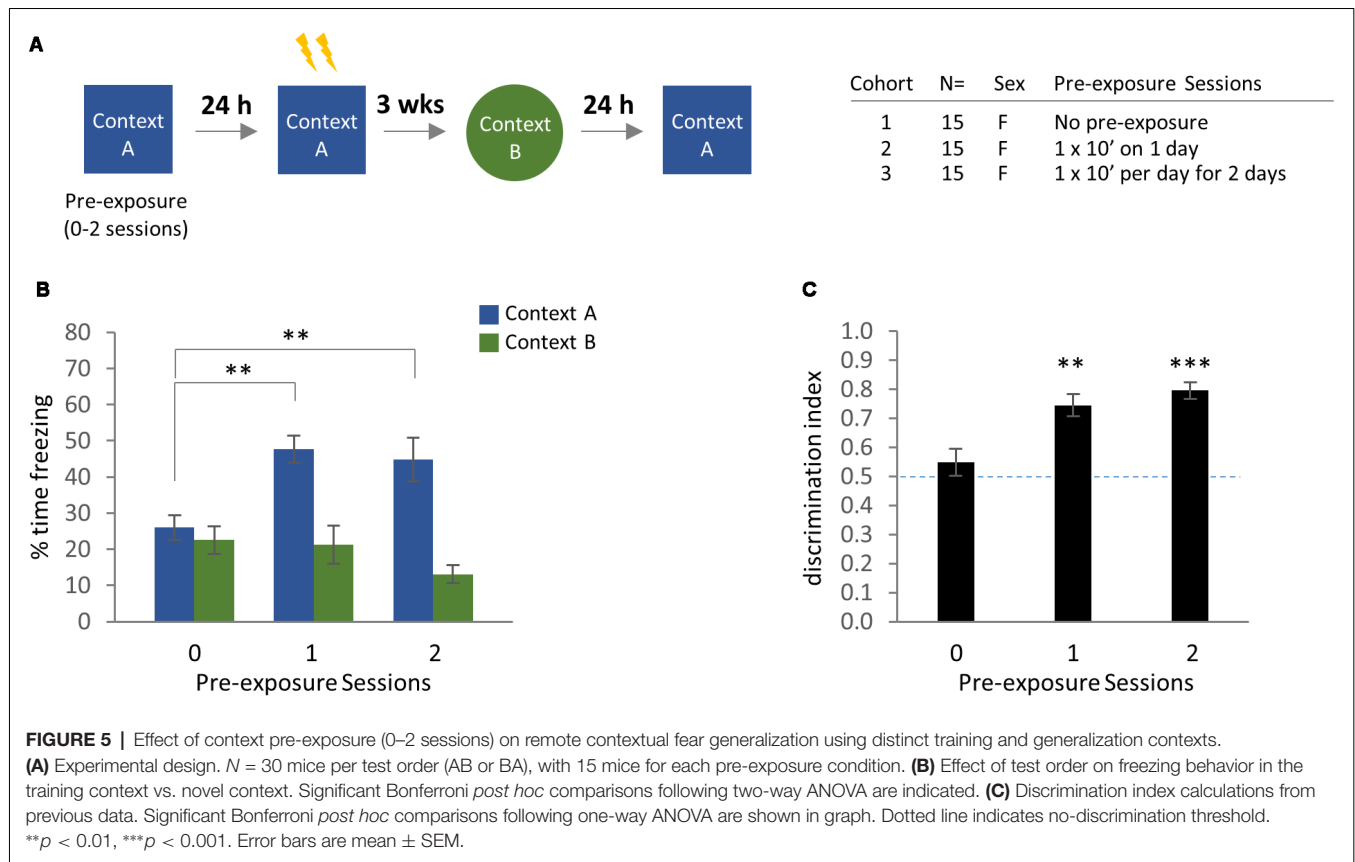 A
Context A
24 h
Context A
3 wks
Context B
24 h
Context A
Pre-exposure
(0-2 sessions)
Cohort N= Sex Pre-exposure Sessions
1 15 F No pre-exposure
2 15 F 1 x 10’ on 1 day
3 15 F 1 x 10’ per day for 2 days
B
Context A
Context B
% time freezing
80
70
60
50
40
30
20
10
0
**
**
0 1 2
Pre-exposure Sessions
C
discrimination index
1.0
0.9
0.8
0.7
0.6
0.5
0.4
0.3
0.2
0.1
0.0
** ***
0 1 2
Pre-exposure Sessions
FIGURE 5 | Effect of context pre-exposure (0–2 sessions) on remote contextual fear generalization using distinct training and generalization contexts.
(A) Experimental design. N = 30 mice per test order (AB or BA), with 15 mice for each pre-exposure condition. (B) Effect of test order on freezing behavior in the
training context vs. novel context. Significant Bonferroni post hoc comparisons following two-way ANOVA are indicated. (C) Discrimination index calculations from
previous data. Significant Bonferroni post hoc comparisons following one-way ANOVA are shown in graph. Dotted line indicates no-discrimination threshold.
**p < 0.01, ***p < 0.001. Error bars are mean ± SEM.